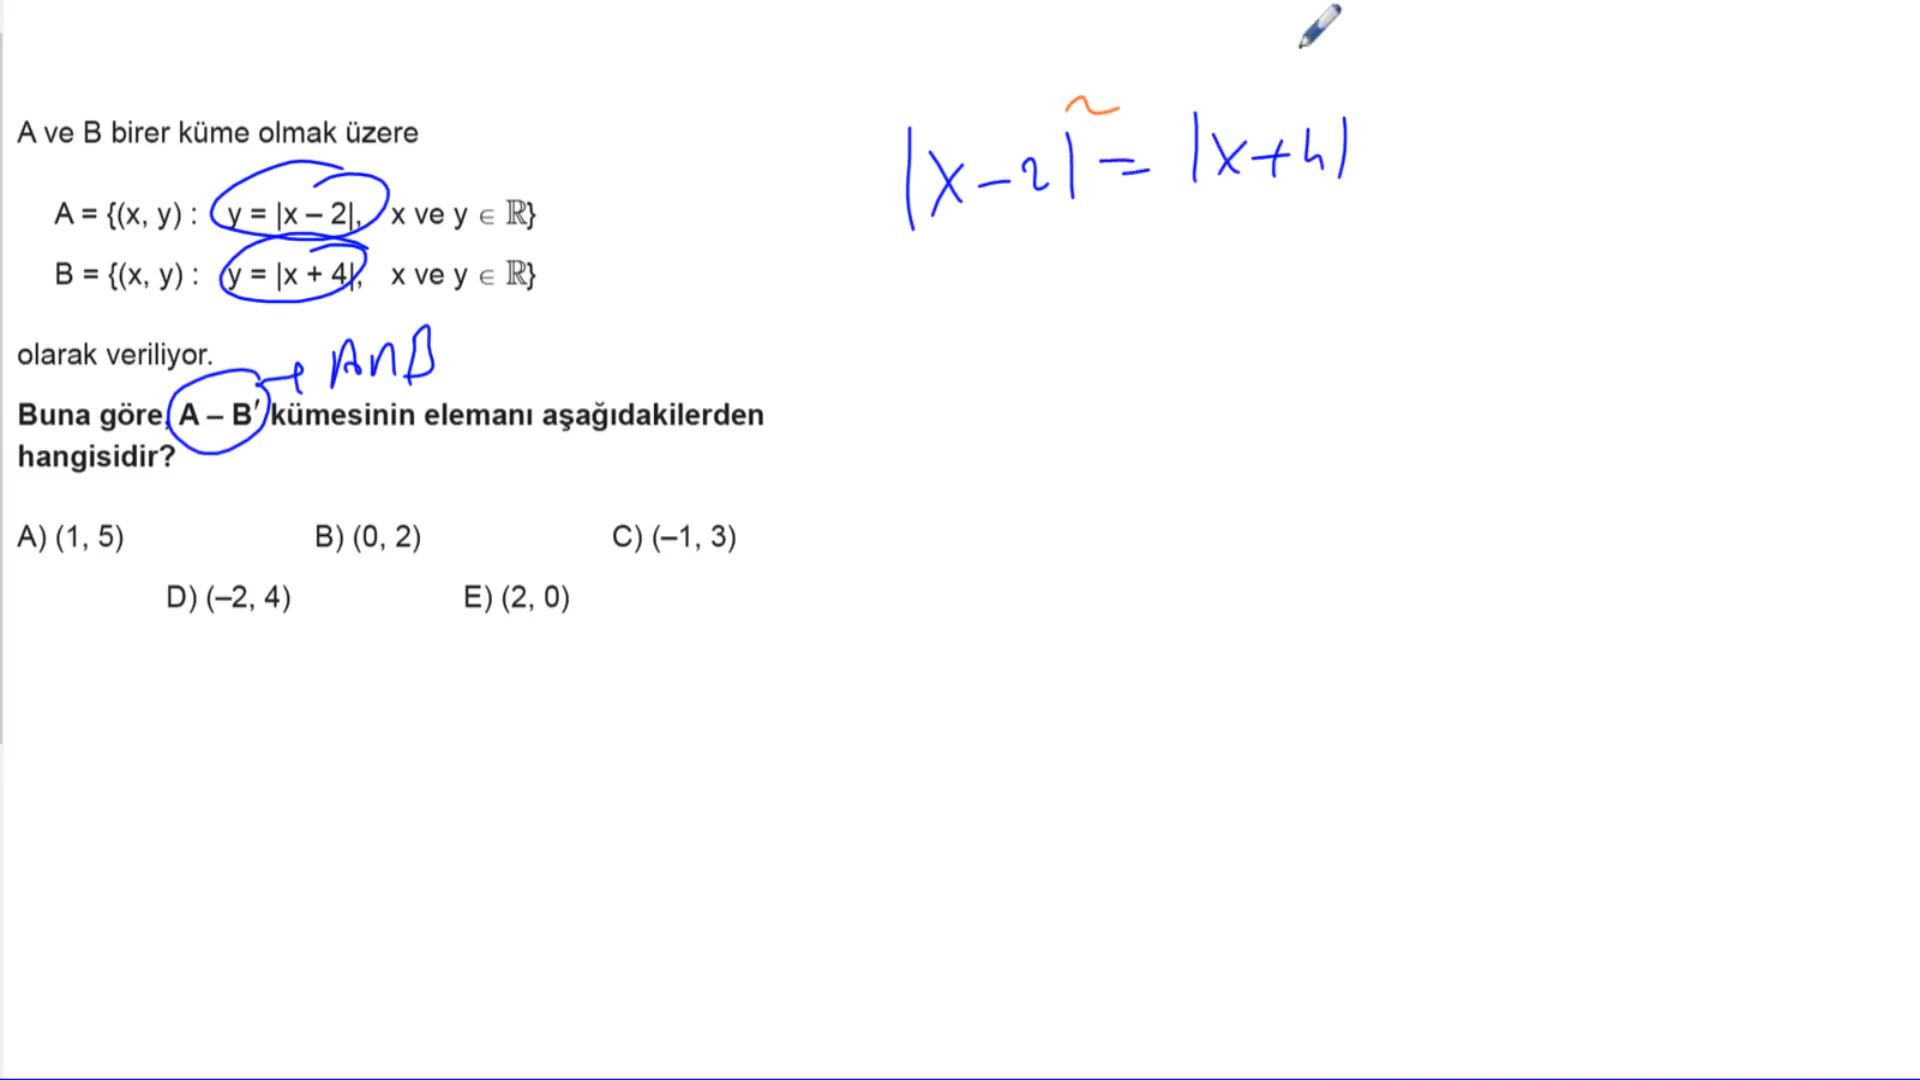 A ve B birer küme olmak üzere
A = {(x, y) : y = |x – 2|, x ve y ∈ ℝ}
B = {(x, y) : y = |x + 4|, x ve y ∈ ℝ}
olarak veriliyor.
A∩B
Buna göre, A – B′ kümesinin elemanı aşağıdakilerden
hangisidir?
A) (1, 5) B) (0, 2) C) (–1, 3)
D) (–2, 4) E) (2, 0)
|x-2| = |x+4|